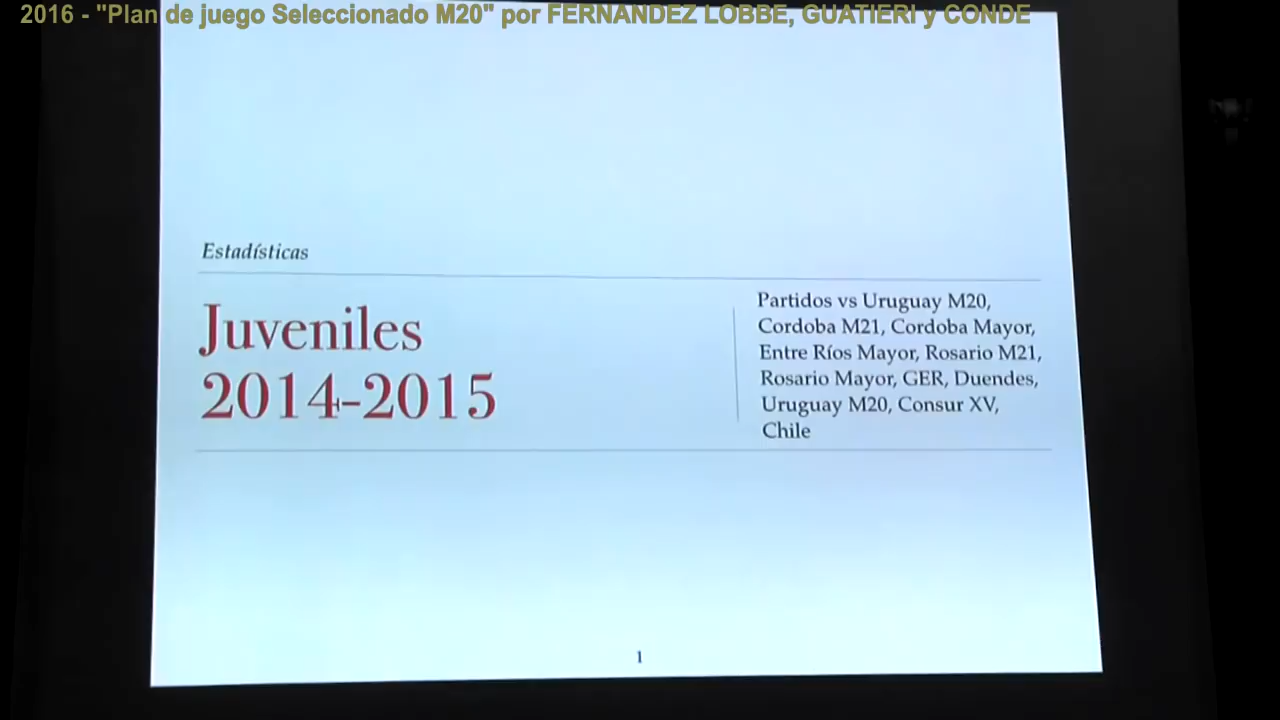 2016 - "Plan de juego Seleccionado M20" por FERNANDEZ LOBBE, GUATIERI y CONDE
Estadísticas
Juveniles
2014-2015
Partidos vs Uruguay M20,
Cordoba M21, Cordoba Mayor,
Entre Ríos Mayor, Rosario M21,
Rosario Mayor, GER, Duendes,
Uruguay M20, Consur XV,
Chile
1